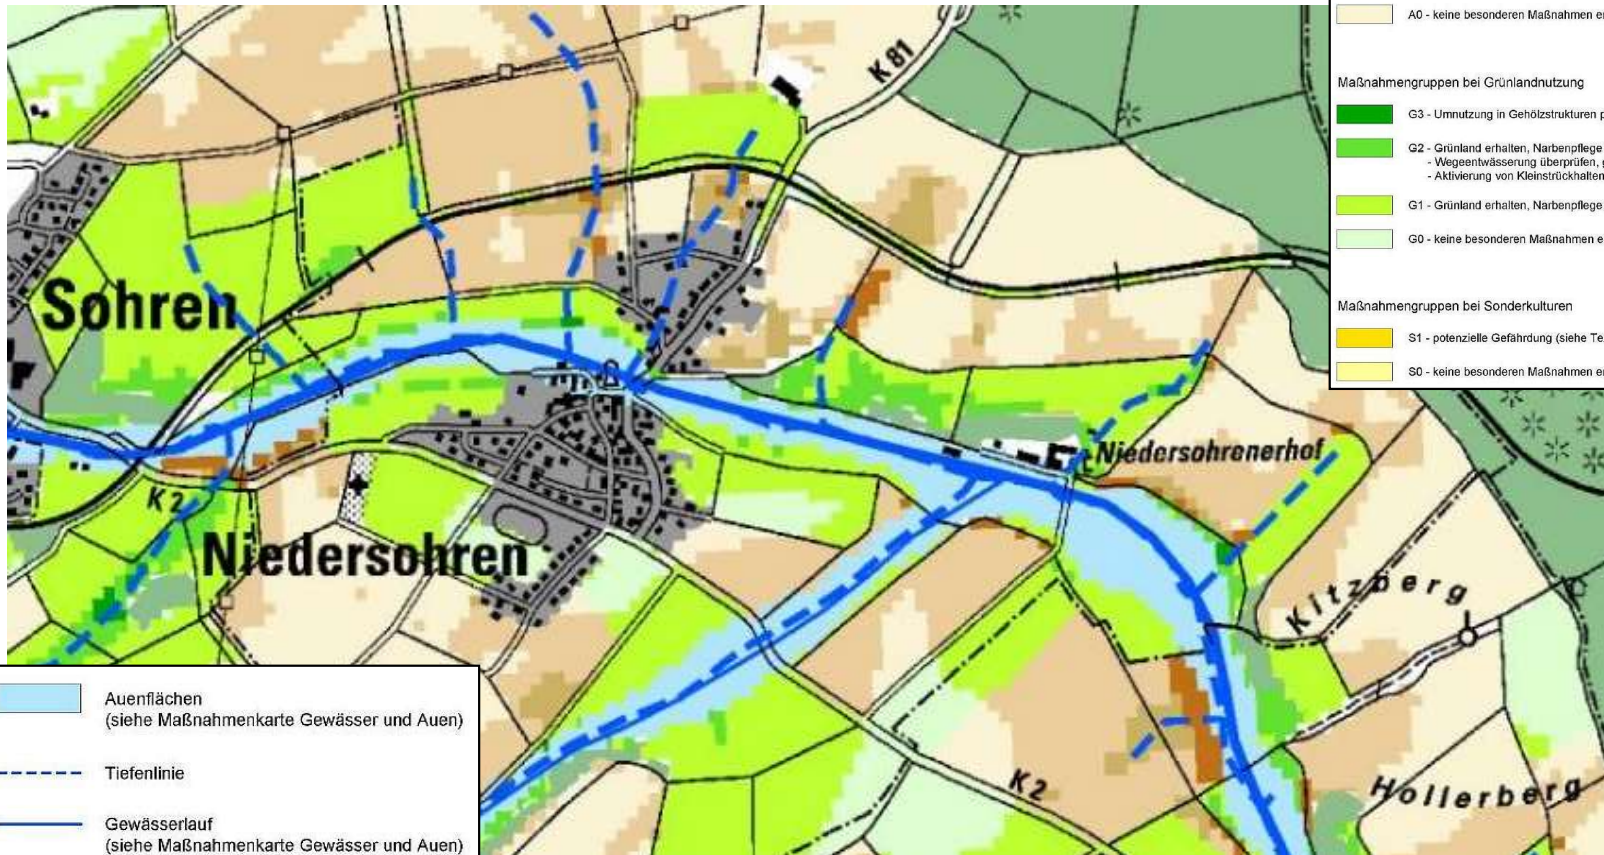 A0 - keine besonderen Maßnahmen
Maßnahmengruppen bei Grünlandnutzung
G3 - Umnutzung in Gehölzstrukturen
G2 - Grünland erhalten, Narbenpflege
- Wegeentwässerung überprüfen,
- Aktivierung von Kleinstrückhalten
G1 - Grünland erhalten, Narbenpflege
G0 - keine besonderen Maßnahmen
Maßnahmengruppen bei Sonderkulturen
S1 - potenzielle Gefährdung (siehe
S0 - keine besonderen Maßnahmen
K 81
Sohren
Niedersohrenerhof
K 2
Niedersohren
Kitzberg
K 2
Hollerberg
Auenflächen
(siehe Maßnahmenkarte Gewässer und Auen)
Tiefenlinie
Gewässerlauf
(siehe Maßnahmenkarte Gewässer und Auen)